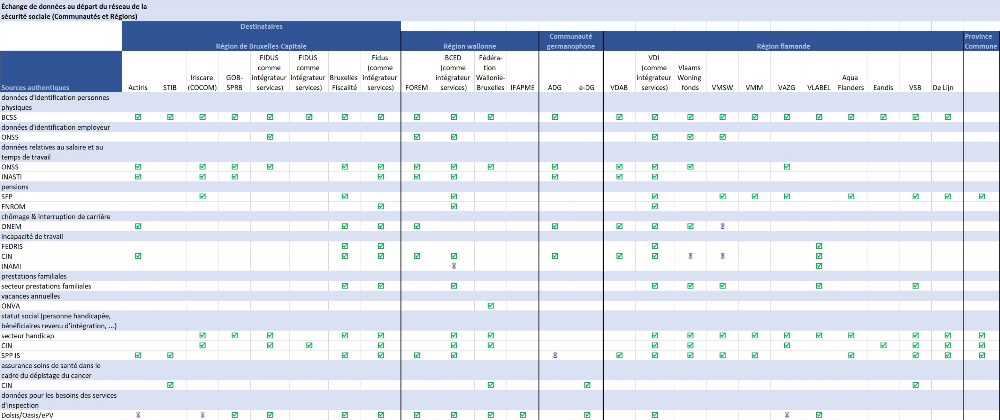 Échange de données au départ du réseau de la
sécurité sociale (Communautés et Régions)
Destinataires
Région de Bruxelles-Capitale
Région wallonne
Communauté
germanophone
Région flamande
Province
Commune
Sources authentiques
Actiris
STIB
Iriscare
(COCOM)
GOB-
SPRB
FIDUS
comme
intégrateur
services)
FIDUS
comme
intégrateur
services)
Bruxelles
Fiscalité
Fidus
(comme
intégrateur
services)
FOREM
BCED
(comme
intégrateur
services)
Fédéra-
tion
Wallonie-
Bruxelles
IFAPME
ADG
e-DG
VDAB
VDI
(comme
intégrateur
services)
Vlaams
Woning
fonds
VMSW
VMM
VAZG
VLABEL
Aqua
Flanders
Eandis
VSB
De Lijn
données d'identification personnes
physiques
BCSS
données d'identification employeur
ONSS
données relatives au salaire et au
temps de travail
ONSS
INASTI
pensions
SFP
FNROM
chômage & interruption de carrière
ONEM
incapacité de travail
FEDRIS
CIN
INAMI
prestations familiales
secteur prestations familiales
vacances annuelles
ONVA
statut social (personne handicapée,
bénéficiaires revenu d’intégration, ...)
secteur handicap
CIN
SPP IS
assurance soins de santé dans le
cadre du dépistage du cancer
CIN
données pour les besoins des services
d'inspection
Dolsis/Oasis/ePV